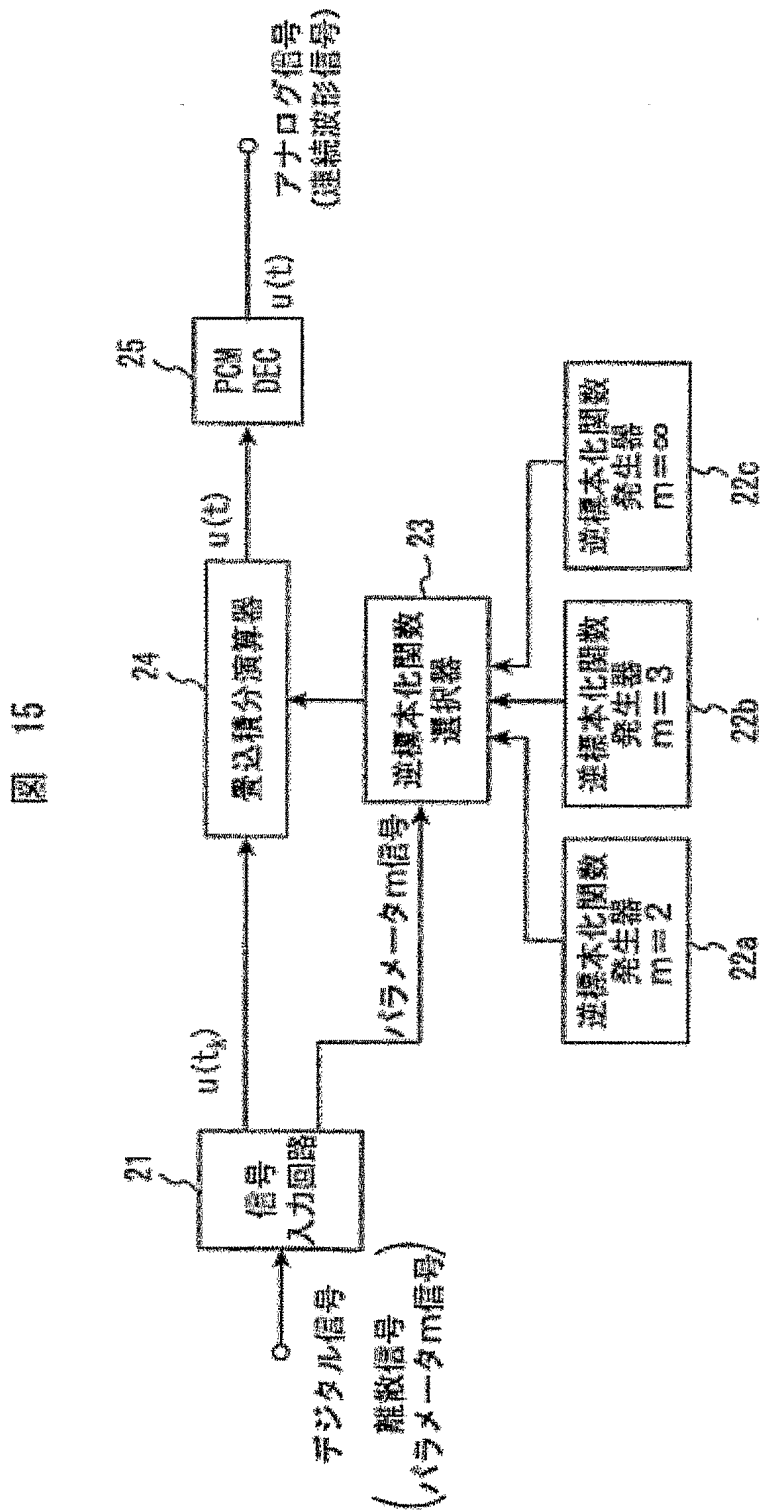 図 15
デジタル信号
離散信号
(パラメータm信号)
21
信号
入力回路
u(tₖ)
パラメータm信号
24
畳込積分演算器
u(t)
25
PCM
DEC
u(t)
アナログ信号
(連続波形信号)
23
逆標本化関数
選択器
逆標本化関数
発生器
m=2
22a
逆標本化関数
発生器
m=3
22b
逆標本化関数
発生器
m=∞
22c